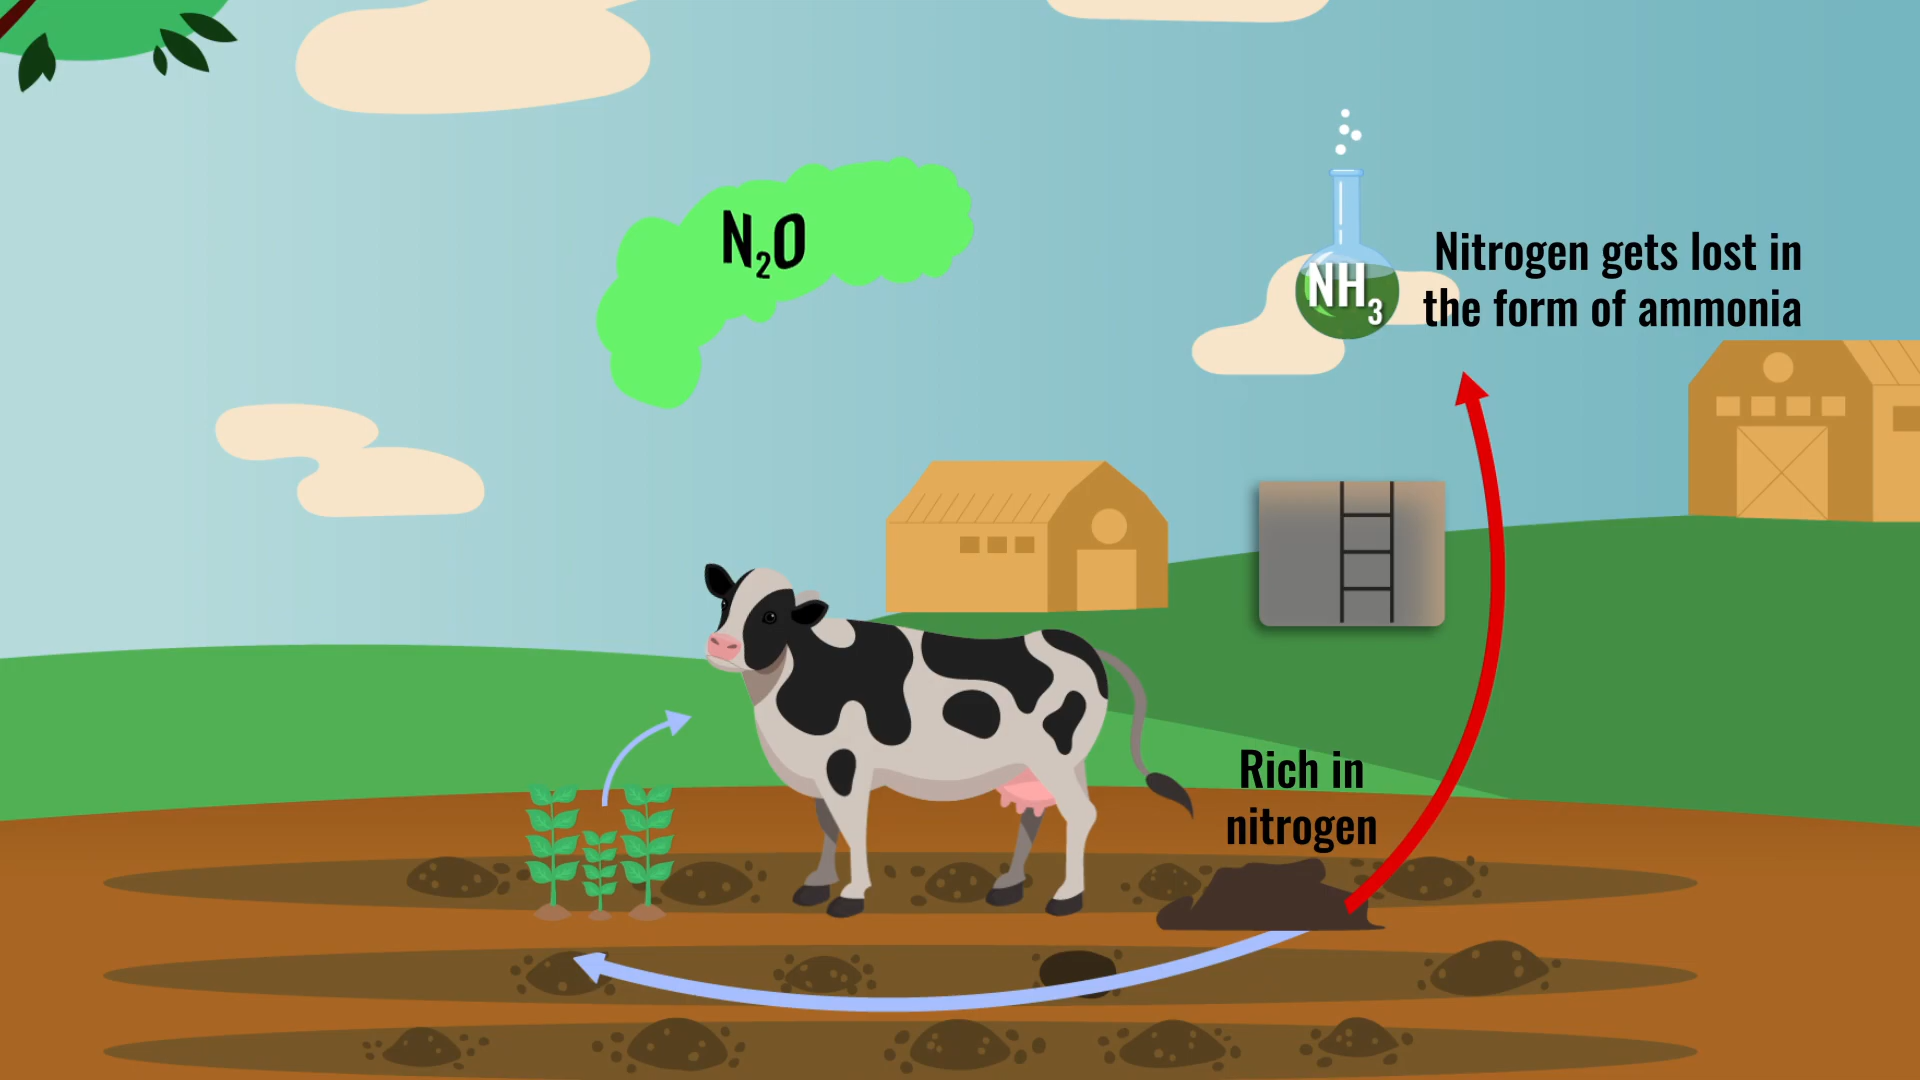 N₂O
NH₃
Nitrogen gets lost in
the form of ammonia
Rich in
nitrogen